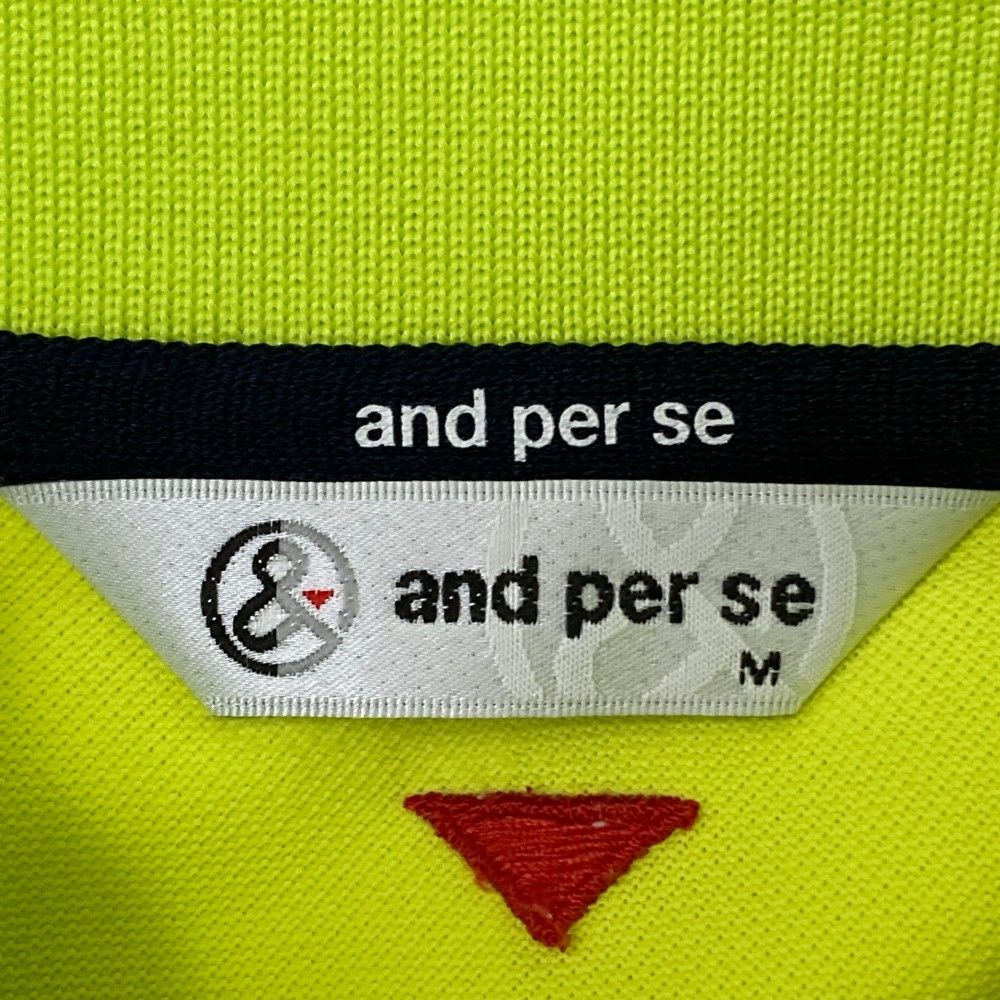 and per se
& and per se
M